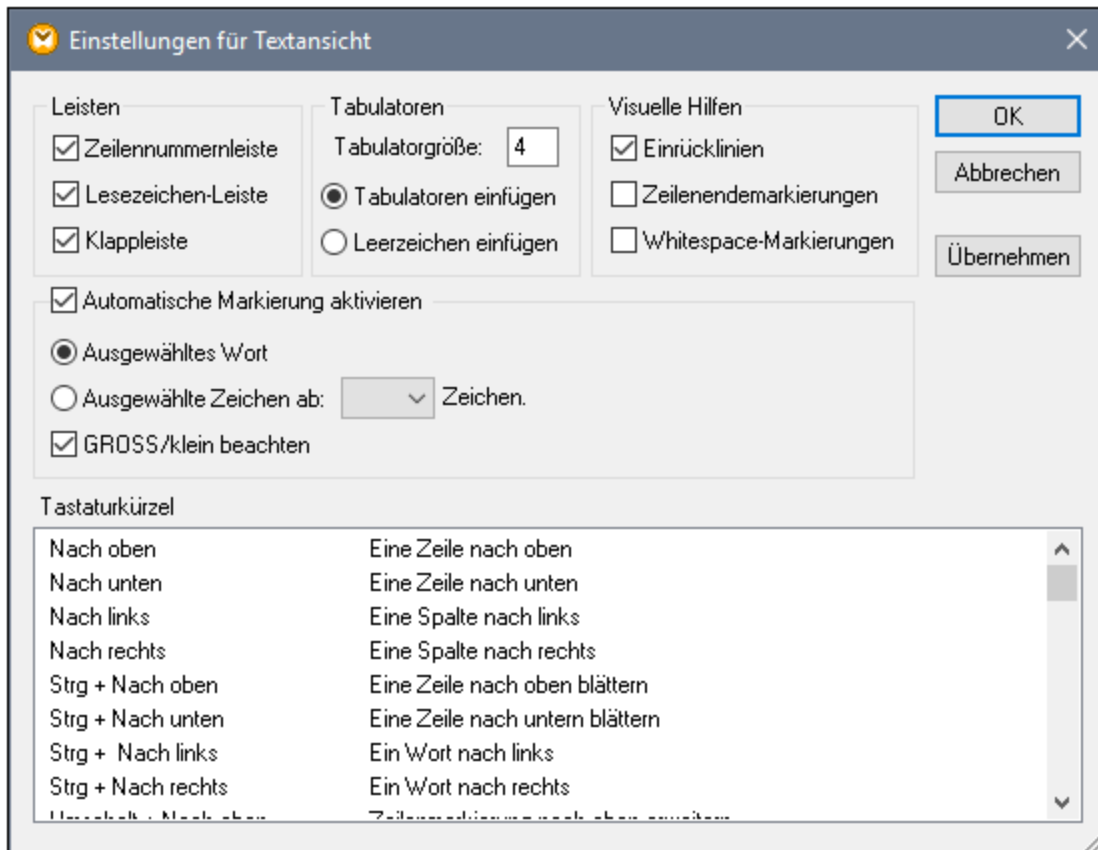 Einstellungen für Textansicht
Leisten
Zeilennummernleiste
Lesezeichen-Leiste
Klappleiste
Tabulatoren
Tabulatorgröße: 4
Tabulatoren einfügen
Leerzeichen einfügen
Visuelle Hilfen
Einrücklinien
Zeilenendemarkierungen
Whitespace-Markierungen
OK
Abbrechen
Übernehmen
Automatische Markierung aktivieren
Ausgewähltes Wort
Ausgewählte Zeichen ab: Zeichen.
GROSS/klein beachten
Tastaturkürzel
Nach oben Eine Zeile nach oben
Nach unten Eine Zeile nach unten
Nach links Eine Spalte nach links
Nach rechts Eine Spalte nach rechts
Strg + Nach oben Eine Zeile nach oben blättern
Strg + Nach unten Eine Zeile nach untern blättern
Strg + Nach links Ein Wort nach links
Strg + Nach rechts Ein Wort nach rechts